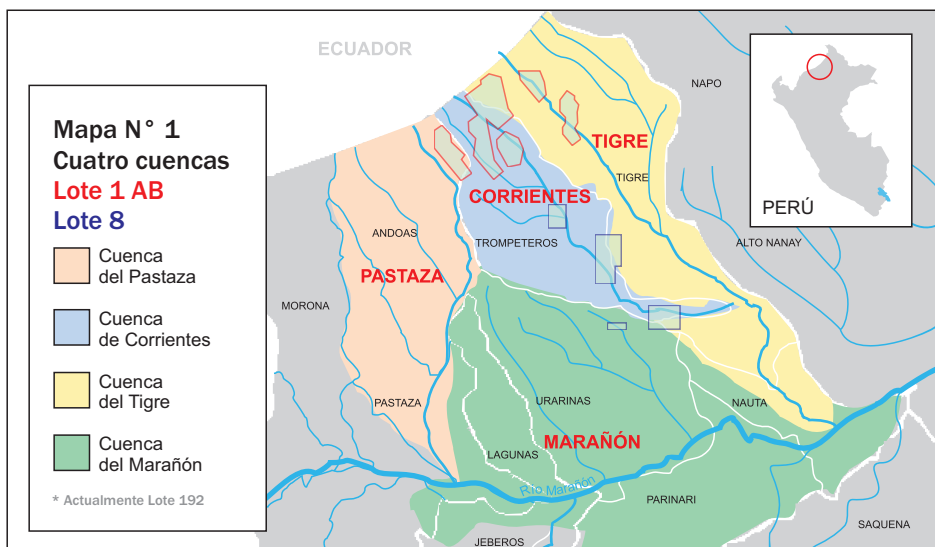 Mapa N° 1
Cuatro cuencas
Lote 1 AB
Lote 8
Cuenca
del Pastaza
Cuenca
de Corrientes
Cuenca
del Tigre
Cuenca
del Marañón
* Actualmente Lote 192
ECUADOR
NAPO
TIGRE
TIGRE
CORRIENTES
ANDOAS
TROMPETEROS
ALTO NANAY
PASTAZA
MORONA
PASTAZA
URARINAS
NAUTA
MARAÑÓN
LAGUNAS
Río Marañón
PARINARI
SAQUENA
JEBEROS
PERÚ